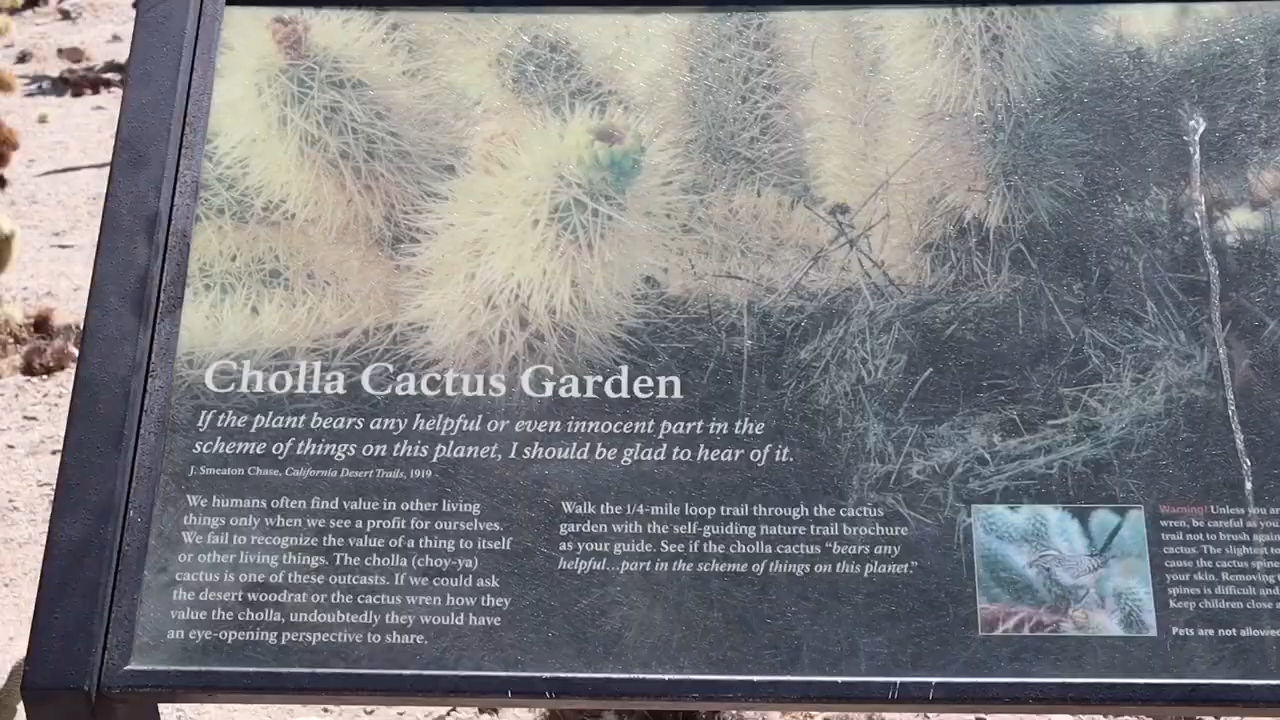 Cholla Cactus Garden
If the plant bears any helpful or even innocent part in the
scheme of things on this planet, I should be glad to hear of it.
J. Smeaton Chase, California Desert Trails, 1919
We humans often find value in other living
things only when we see a profit for ourselves.
We fail to recognize the value of a thing to itself
or other living things. The cholla (choy-ya)
cactus is one of these outcasts. If we could ask
the desert woodrat or the cactus wren how they
value the cholla, undoubtedly they would have
an eye-opening perspective to share.
Walk the 1/4-mile loop trail through the cactus
garden with the self-guiding nature trail brochure
as your guide. See if the cholla cactus “bears any
helpful...part in the scheme of things on this planet.”
Warning! Unless you
wren, be careful as you
trail not to brush
cactus. The slightest
cause the cactus
your skin. Removing
spines is difficult and
Keep children close
Pets are not